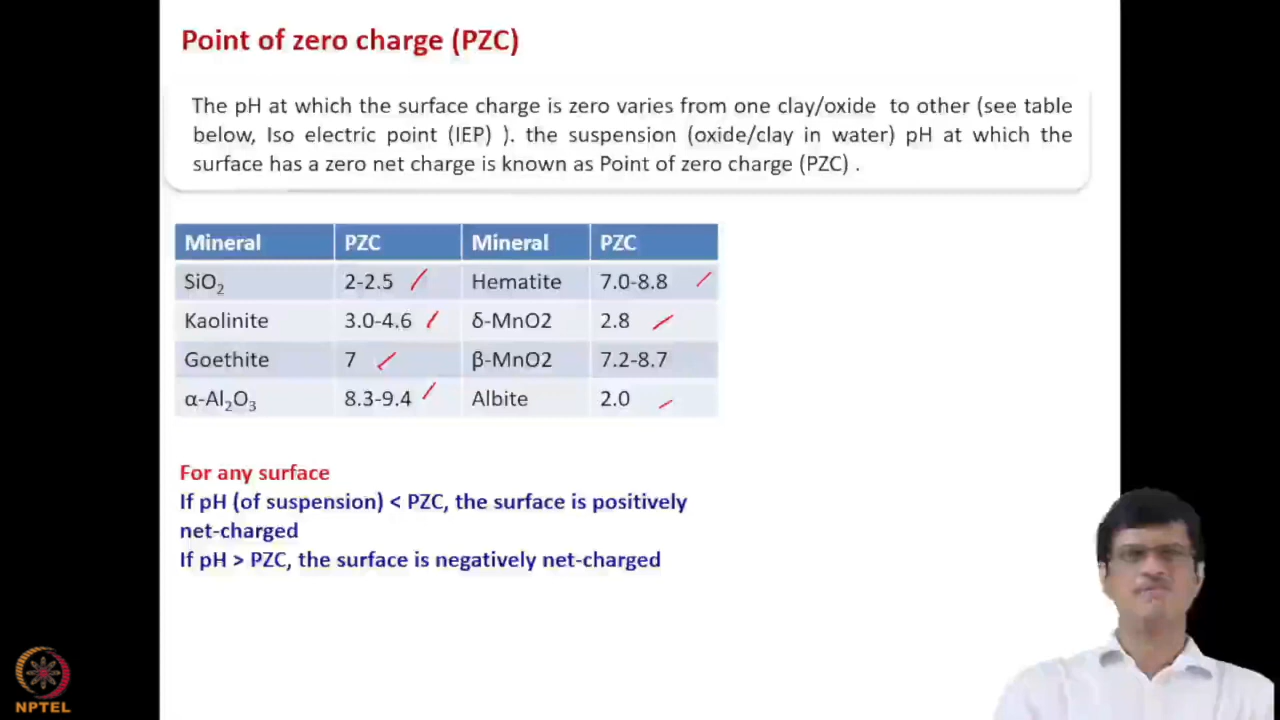 Point of zero charge (PZC)
The pH at which the surface charge is zero varies from one clay/oxide to other (see table
below, Iso electric point (IEP) ). the suspension (oxide/clay in water) pH at which the
surface has a zero net charge is known as Point of zero charge (PZC) .
Mineral PZC Mineral PZC
SiO₂ 2-2.5 Hematite 7.0-8.8
Kaolinite 3.0-4.6 δ-MnO2 2.8
Goethite 7 β-MnO2 7.2-8.7
α-Al₂O₃ 8.3-9.4 Albite 2.0
For any surface
If pH (of suspension) < PZC, the surface is positively
net-charged
If pH > PZC, the surface is negatively net-charged
NPTEL